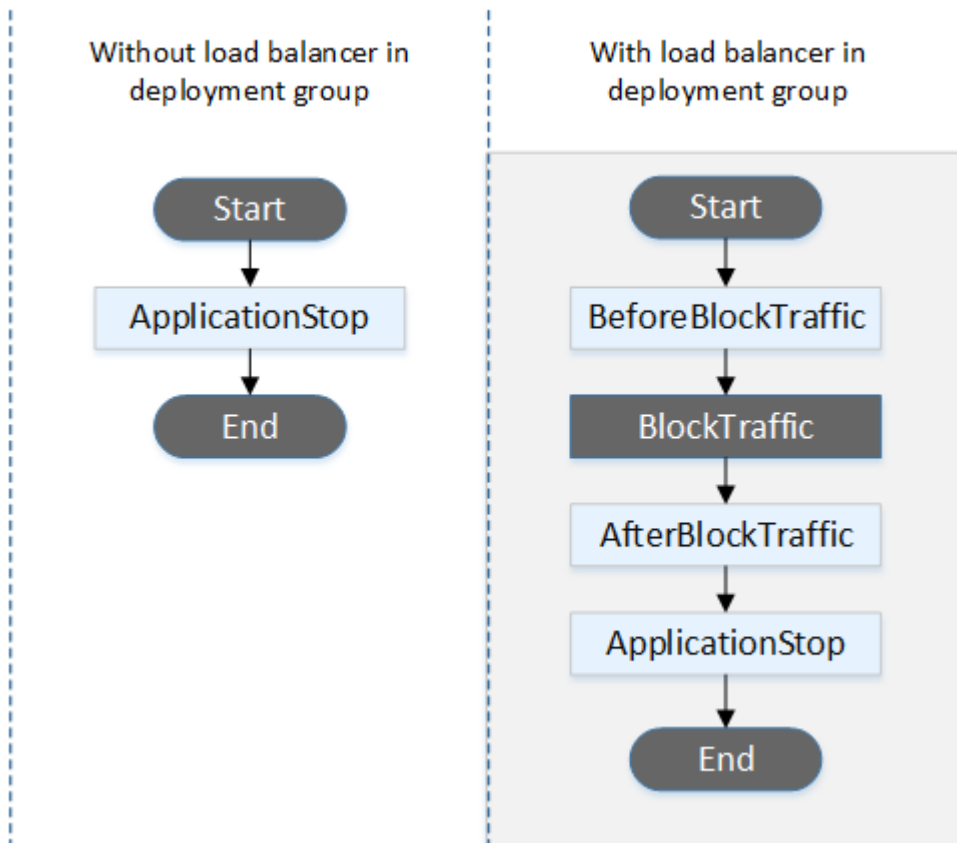 Without load balancer in
deployment group
Start
ApplicationStop
End
With load balancer in
deployment group
Start
BeforeBlockTraffic
BlockTraffic
AfterBlockTraffic
ApplicationStop
End